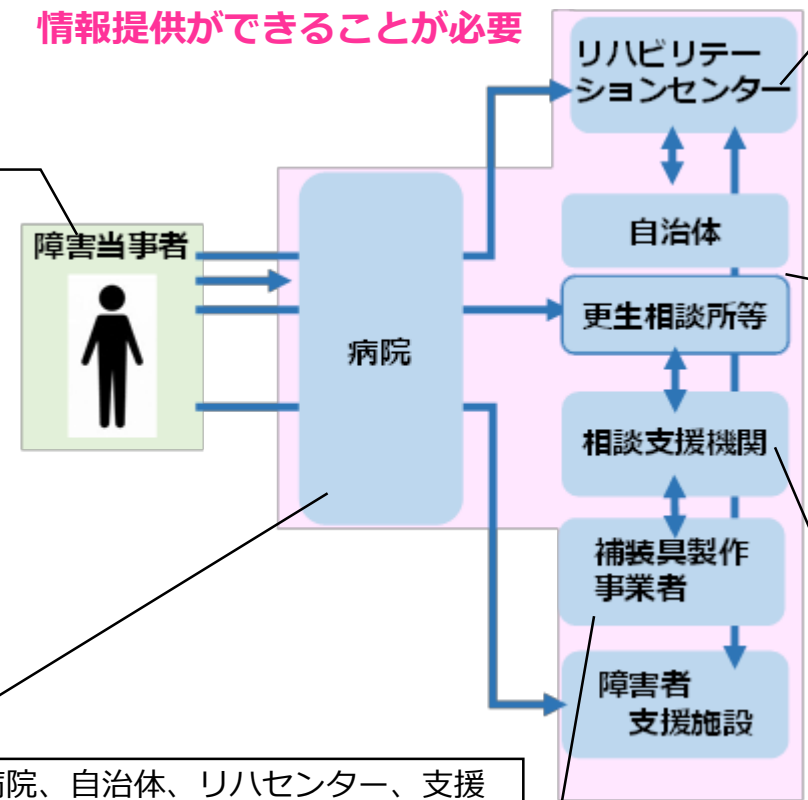 情報提供ができることが必要
リハビリテー
ションセンター
障害当事者
自治体
更生相談所等
病院
相談支援機関
補装具製作
事業者
障害者
支援施設
病院、自治体、リハセンター、支援